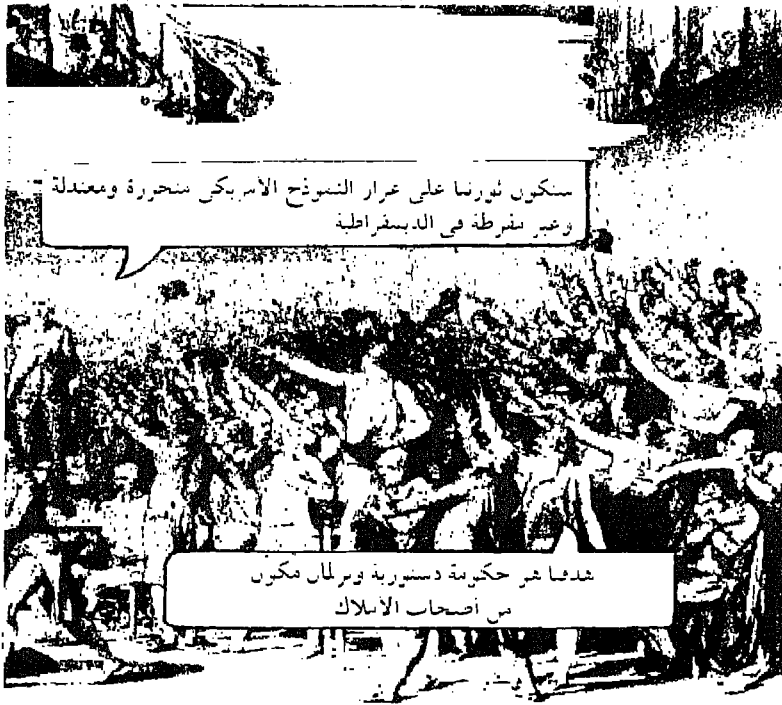 ستكون ثورتنا على غرار النموذج الأمريكي متحررة ومعتدلة
وغير مفرطة في الديمقراطية
هدفنا هو حكومة دستورية وبرلمان مكون
من أصحاب الأملاك